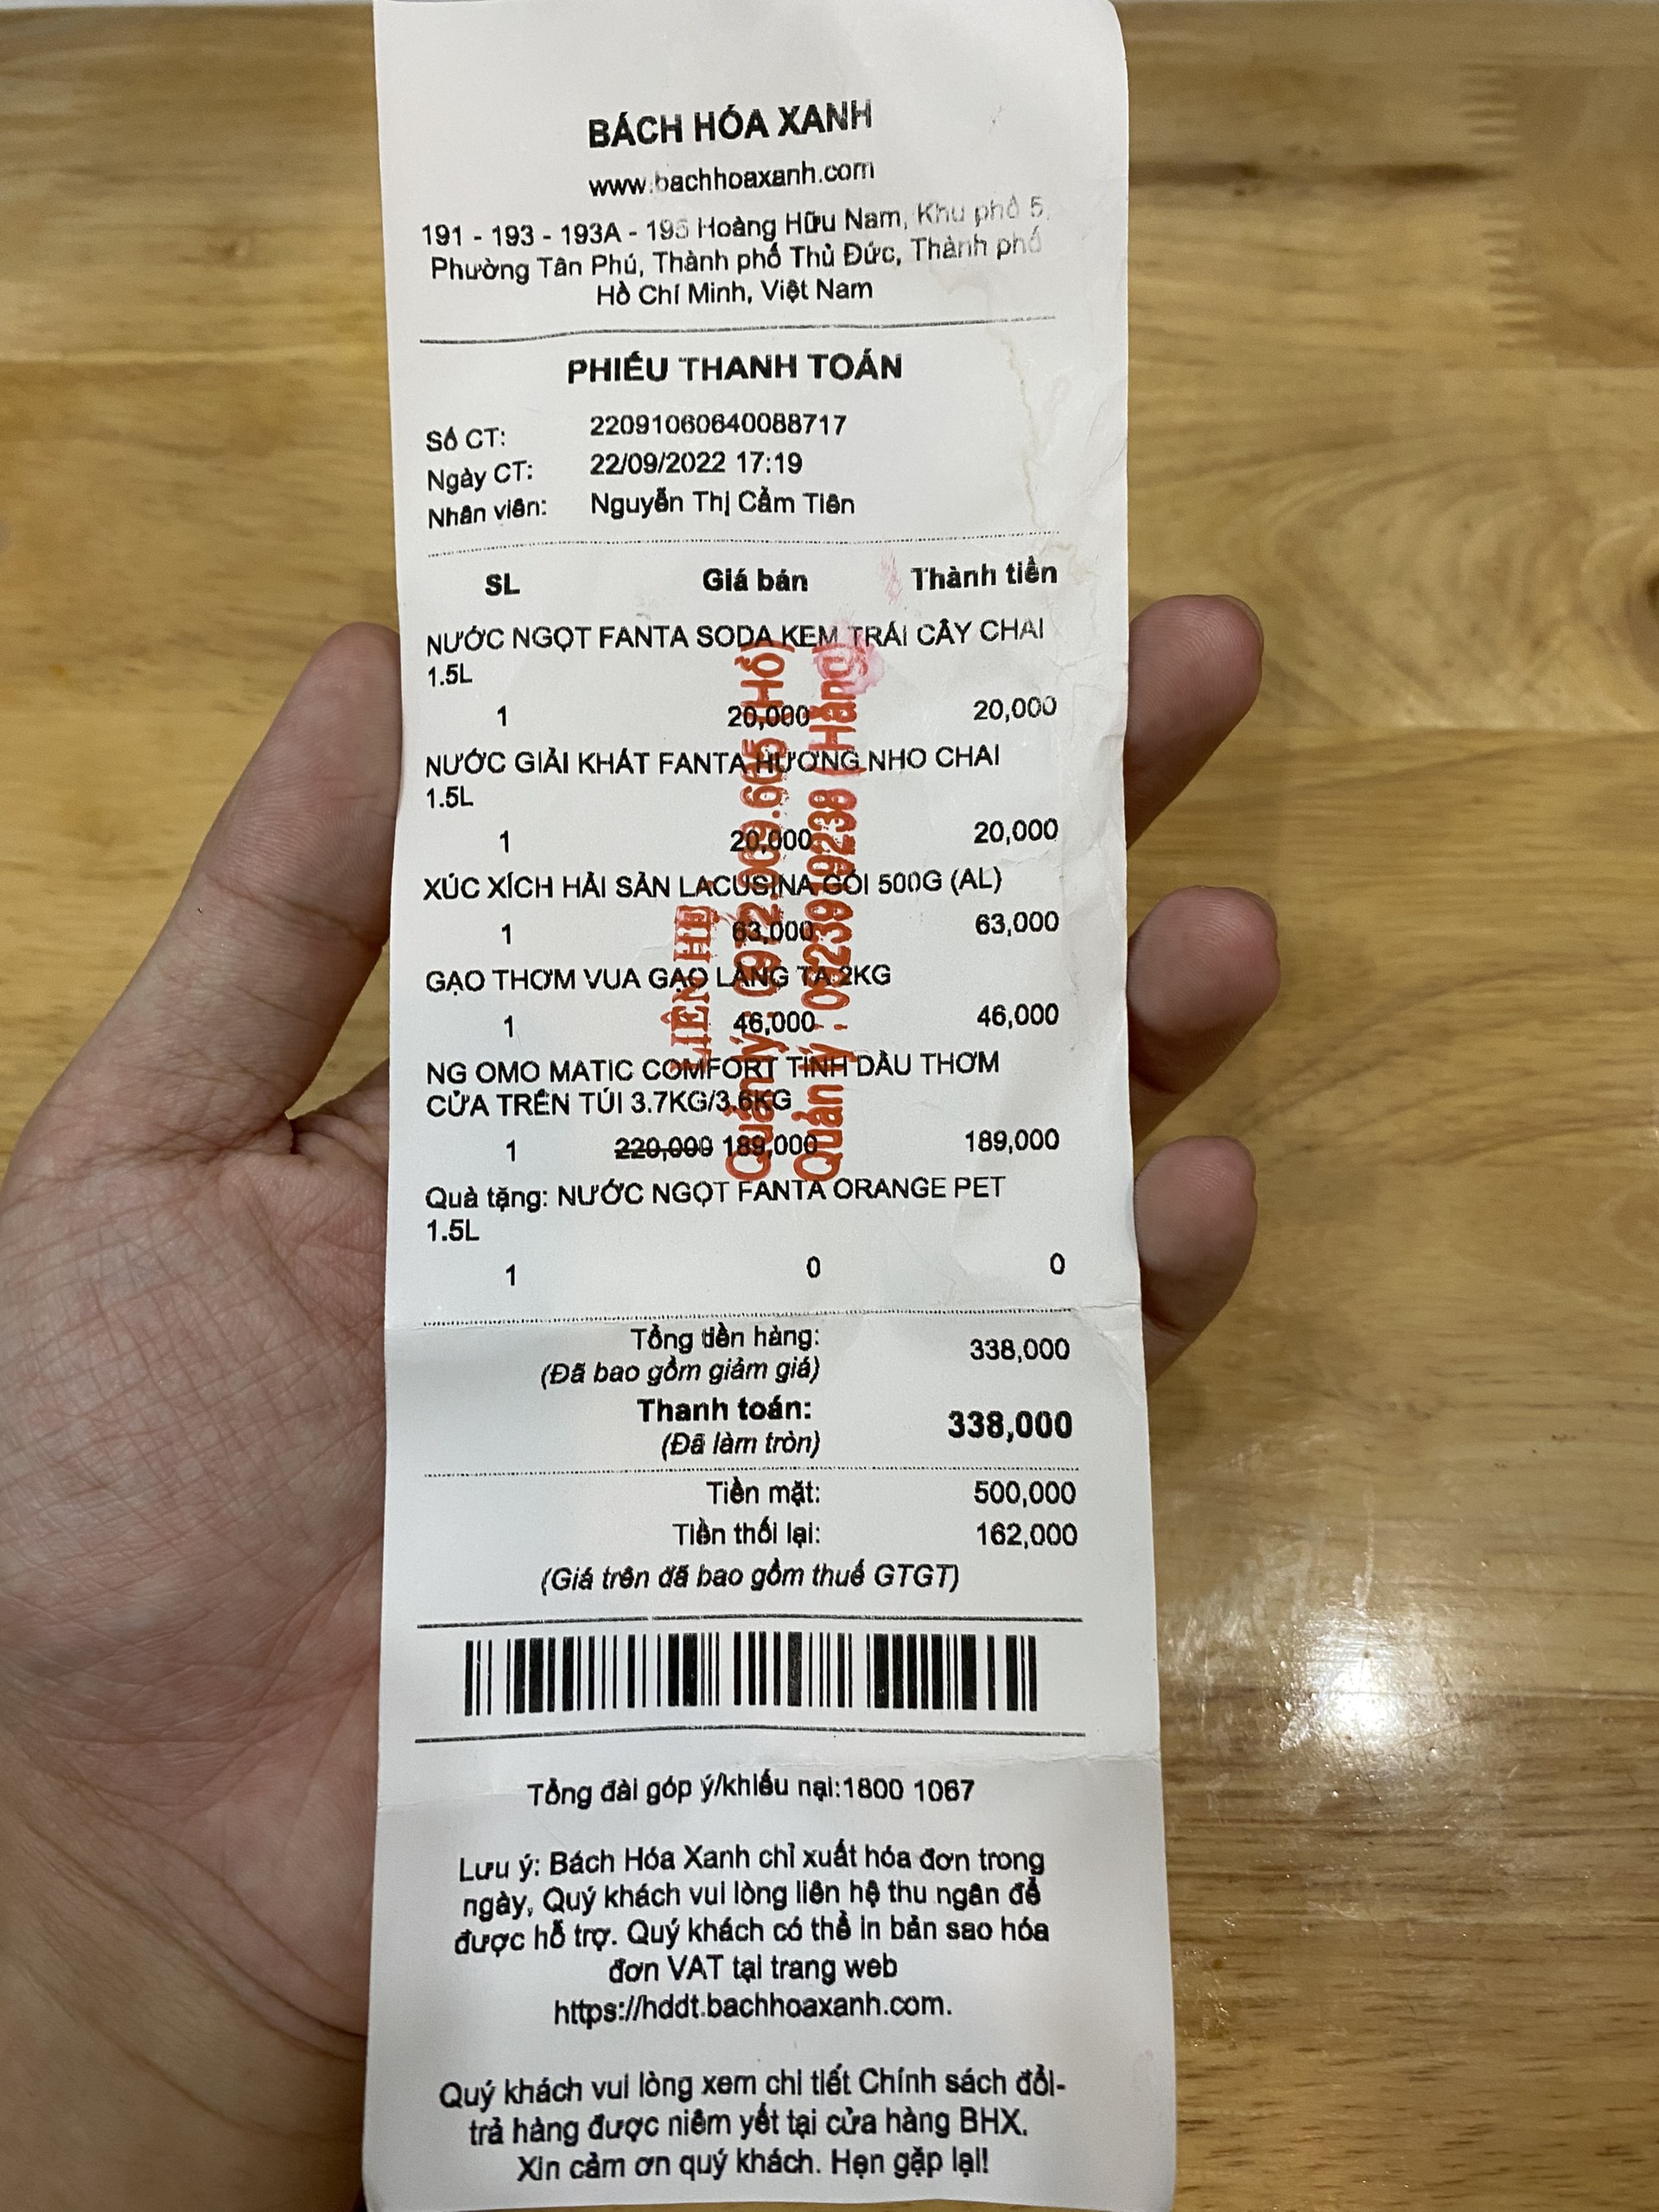 BÁCH HÓA XANH
www.bachhoaxanh.com
191 - 193 - 193A - 195 Hoàng Hữu Nam, Khu phố 5,
Phường Tân Phú, Thành phố Thủ Đức, Thành phố
Hồ Chí Minh, Việt Nam
PHIẾU THANH TOÁN
Số CT: 22091060640088717
Ngày CT: 22/09/2022 17:19
Nhân viên: Nguyễn Thị Cẩm Tiên
SL Giá bán Thành tiền
NƯỚC NGỌT FANTA SODA KEM TRÁI CÂY CHAI
1.5L
1 20,000 20,000
NƯỚC GIẢI KHÁT FANTA HƯƠNG NHO CHAI
1.5L
1 20,000 20,000
XÚC XÍCH HẢI SẢN LACUSINA GÓI 500G (AL)
1 63,000 63,000
GẠO THƠM VUA GẠO LÀNG TA 2KG
1 46,000 46,000
NG OMO MATIC COMFORT TINH DẦU THƠM
CỬA TRÊN TÚI 3.7KG/3.6KG
1 220,000 189,000 189,000
Quà tặng: NƯỚC NGỌT FANTA ORANGE PET
1.5L
1 0 0
Tổng tiền hàng: 338,000
(Đã bao gồm giảm giá)
Thanh toán: 338,000
(Đã làm tròn)
Tiền mặt: 500,000
Tiền thối lại: 162,000
(Giá trên đã bao gồm thuế GTGT)
Tổng đài góp ý/khiếu nại:1800 1067
Lưu ý: Bách Hóa Xanh chỉ xuất hóa đơn trong
ngày, Quý khách vui lòng liên hệ thu ngân để
được hỗ trợ. Quý khách có thể in bản sao hóa
đơn VAT tại trang web
https://hddt.bachhoaxanh.com.
Quý khách vui lòng xem chi tiết Chính sách đổi-
trả hàng được niêm yết tại cửa hàng BHX.
Xin cảm ơn quý khách. Hẹn gặp lại!
LIÊN HỆ
Quản lý : (Hổ)
Quản lý : (Hằng)